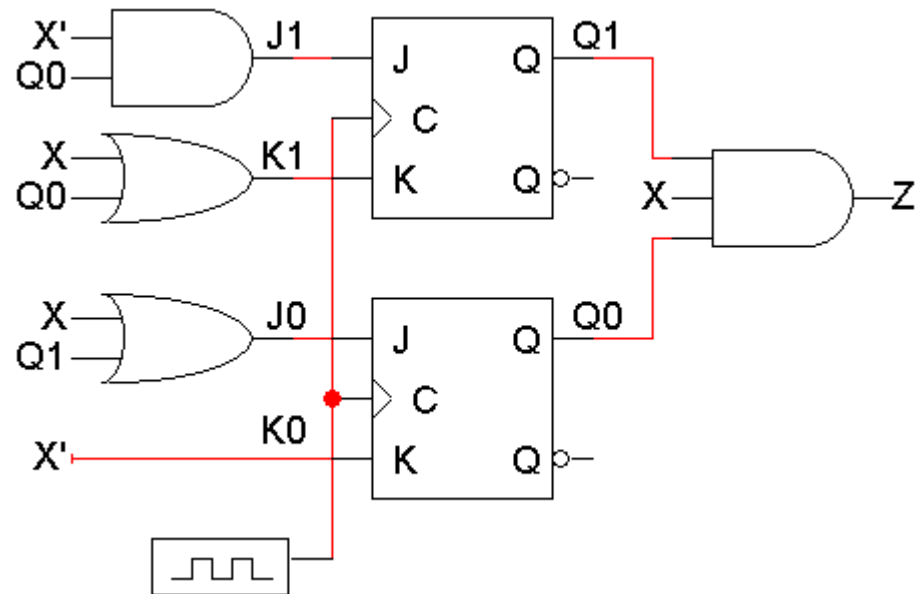 X' J1 J Q Q1
Q0
C
X K1 K Q
Q0
X Z
X J0 J Q Q0
Q1
C
X' K0 K Q